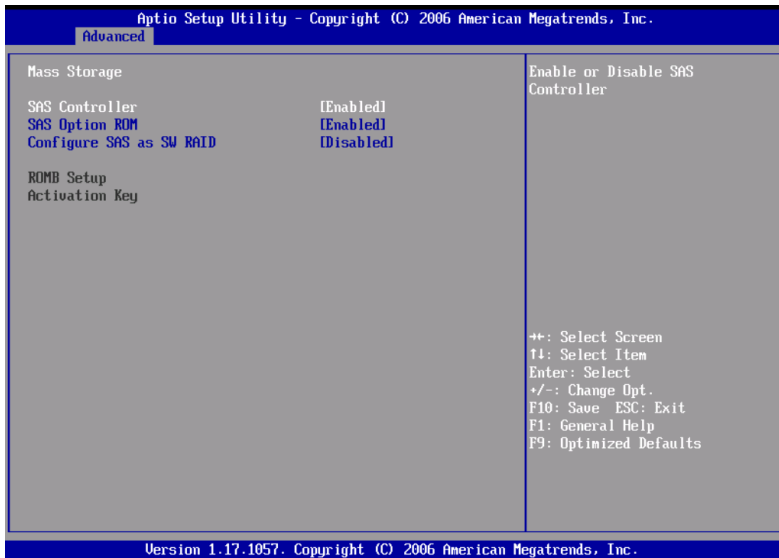 Aptio Setup Utility - Copyright (C) 2006 American Megatrends, Inc.
Advanced
Mass Storage
SAS Controller [Enabled]
SAS Option ROM [Enabled]
Configure SAS as SW RAID [Disabled]
ROMB Setup
Activation Key
Enable or Disable SAS
Controller
→←: Select Screen
↑↓: Select Item
Enter: Select
+/-: Change Opt.
F10: Save ESC: Exit
F1: General Help
F9: Optimized Defaults
Version 1.17.1057. Copyright (C) 2006 American Megatrends, Inc.